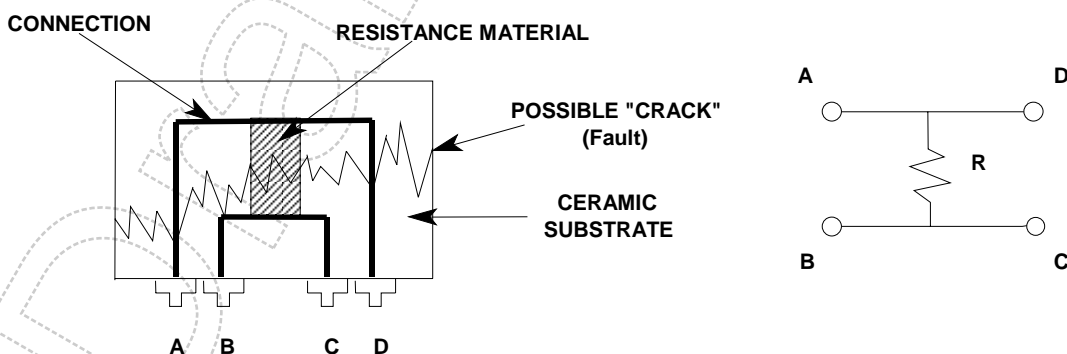 CONNECTION
RESISTANCE MATERIAL
POSSIBLE "CRACK"
(Fault)
CERAMIC
SUBSTRATE
A B C D
A D
R
B C